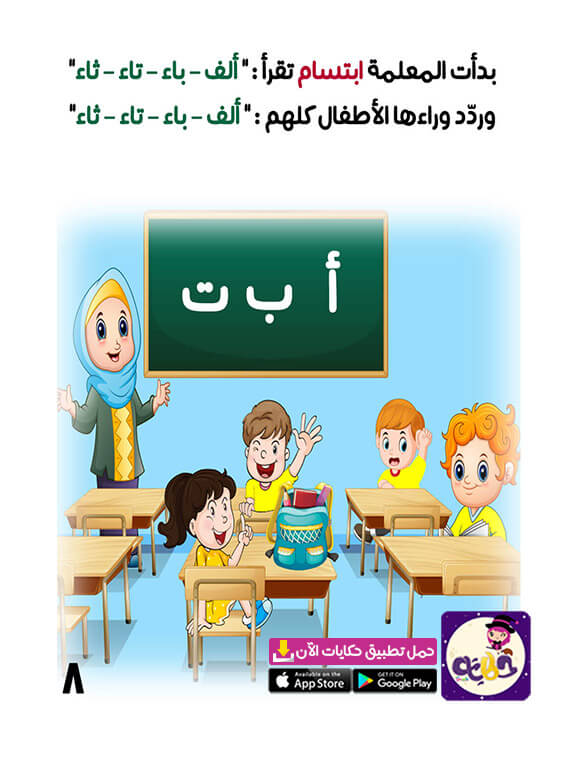 بدأت المعلمة ابتسام تقرأ : " ألف – باء – تاء – ثاء"
وردّد وراءها الأطفال كلهم : " ألف – باء – تاء – ثاء"
أ ب ت
حمل تطبيق حكايات الآن
Available on the
App Store
GET IT ON
Google Play
٨